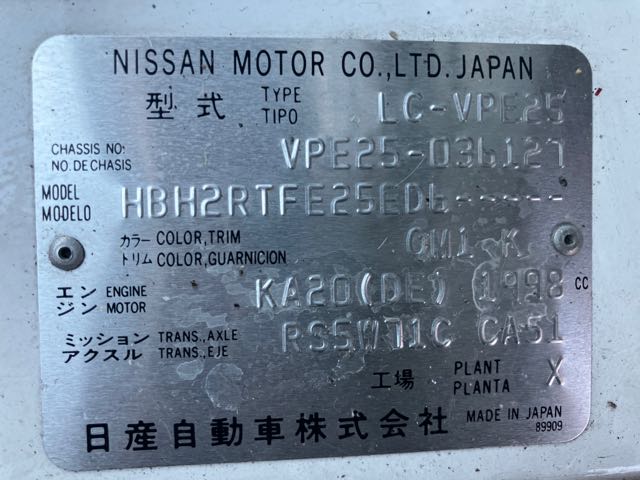 NISSAN MOTOR CO.,LTD. JAPAN
型式 TYPE TIPO LC-VPE25
CHASSIS NO: NO. DE CHASIS VPE25-036127
MODEL MODELO HBH2RTFE25EDb-----
カラー COLOR,TRIM トリム COLOR,GUARNICION QM1 K
エンジン ENGINE MOTOR KA20(DE) 1998 CC
ミッション TRANS.,AXLE アクスル TRANS.,EJE RS5W71C CA51
工場 PLANT PLANTA X
日産自動車株式会社 MADE IN JAPAN
89909